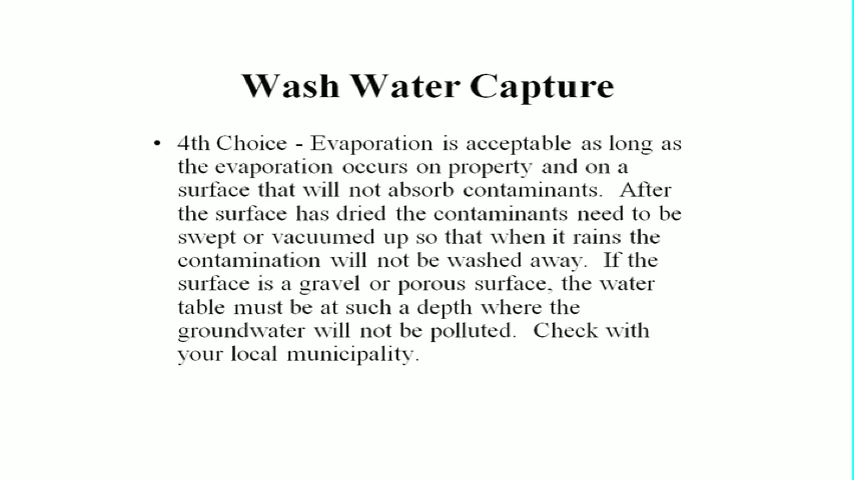 Wash Water Capture
• 4th Choice - Evaporation is acceptable as long as
the evaporation occurs on property and on a
surface that will not absorb contaminants.  After
the surface has dried the contaminants need to be
swept or vacuumed up so that when it rains the
contamination will not be washed away.  If the
surface is a gravel or porous surface, the water
table must be at such a depth where the
groundwater will not be polluted.  Check with
your local municipality.